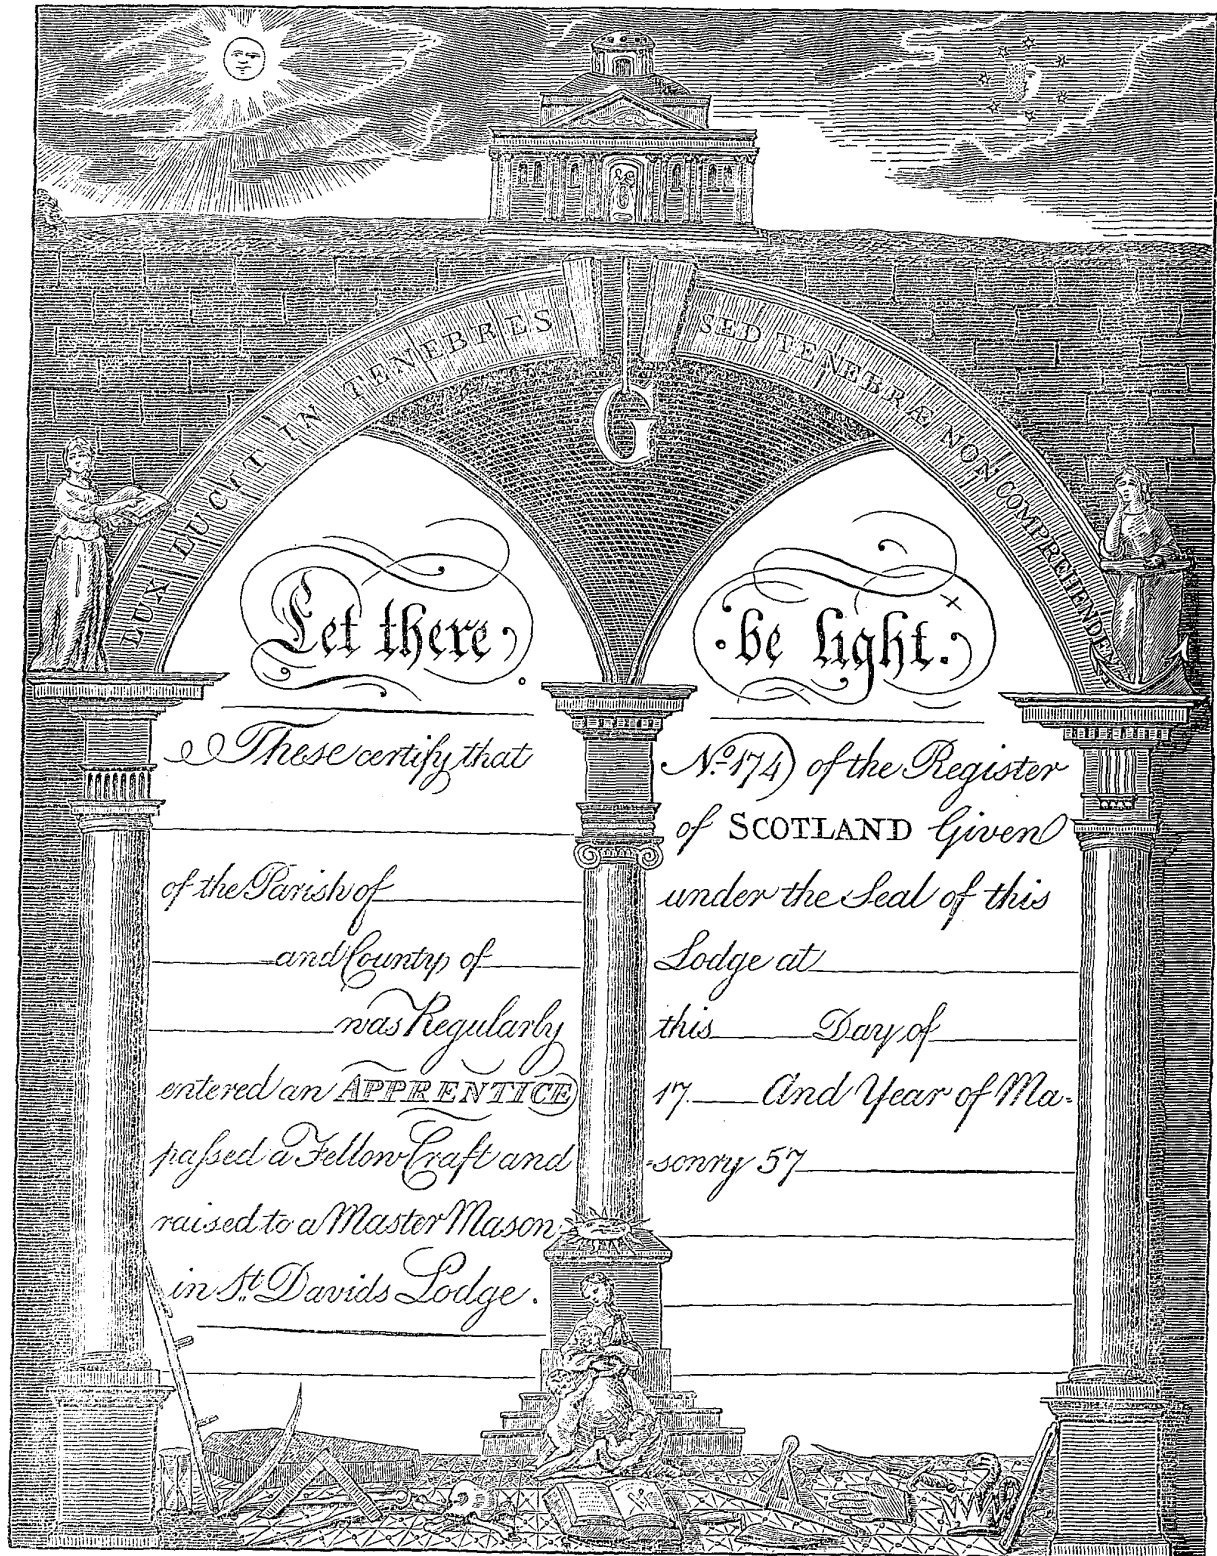 LUX LUCIT IN TENEBRES SED TENEBRÆ NON COMPREHENDE
G
Let there be light.
These certify that
of the Parish of
and County of
was Regularly
entered an APPRENTICE
paſsed a Fellow Craft and
raised to a Master Mason
in St. Davids Lodge.
No. 174) of the Register
of SCOTLAND Given
under the Seal of this
Lodge at
this Day of
17 And Year of Ma-
-sonry 57